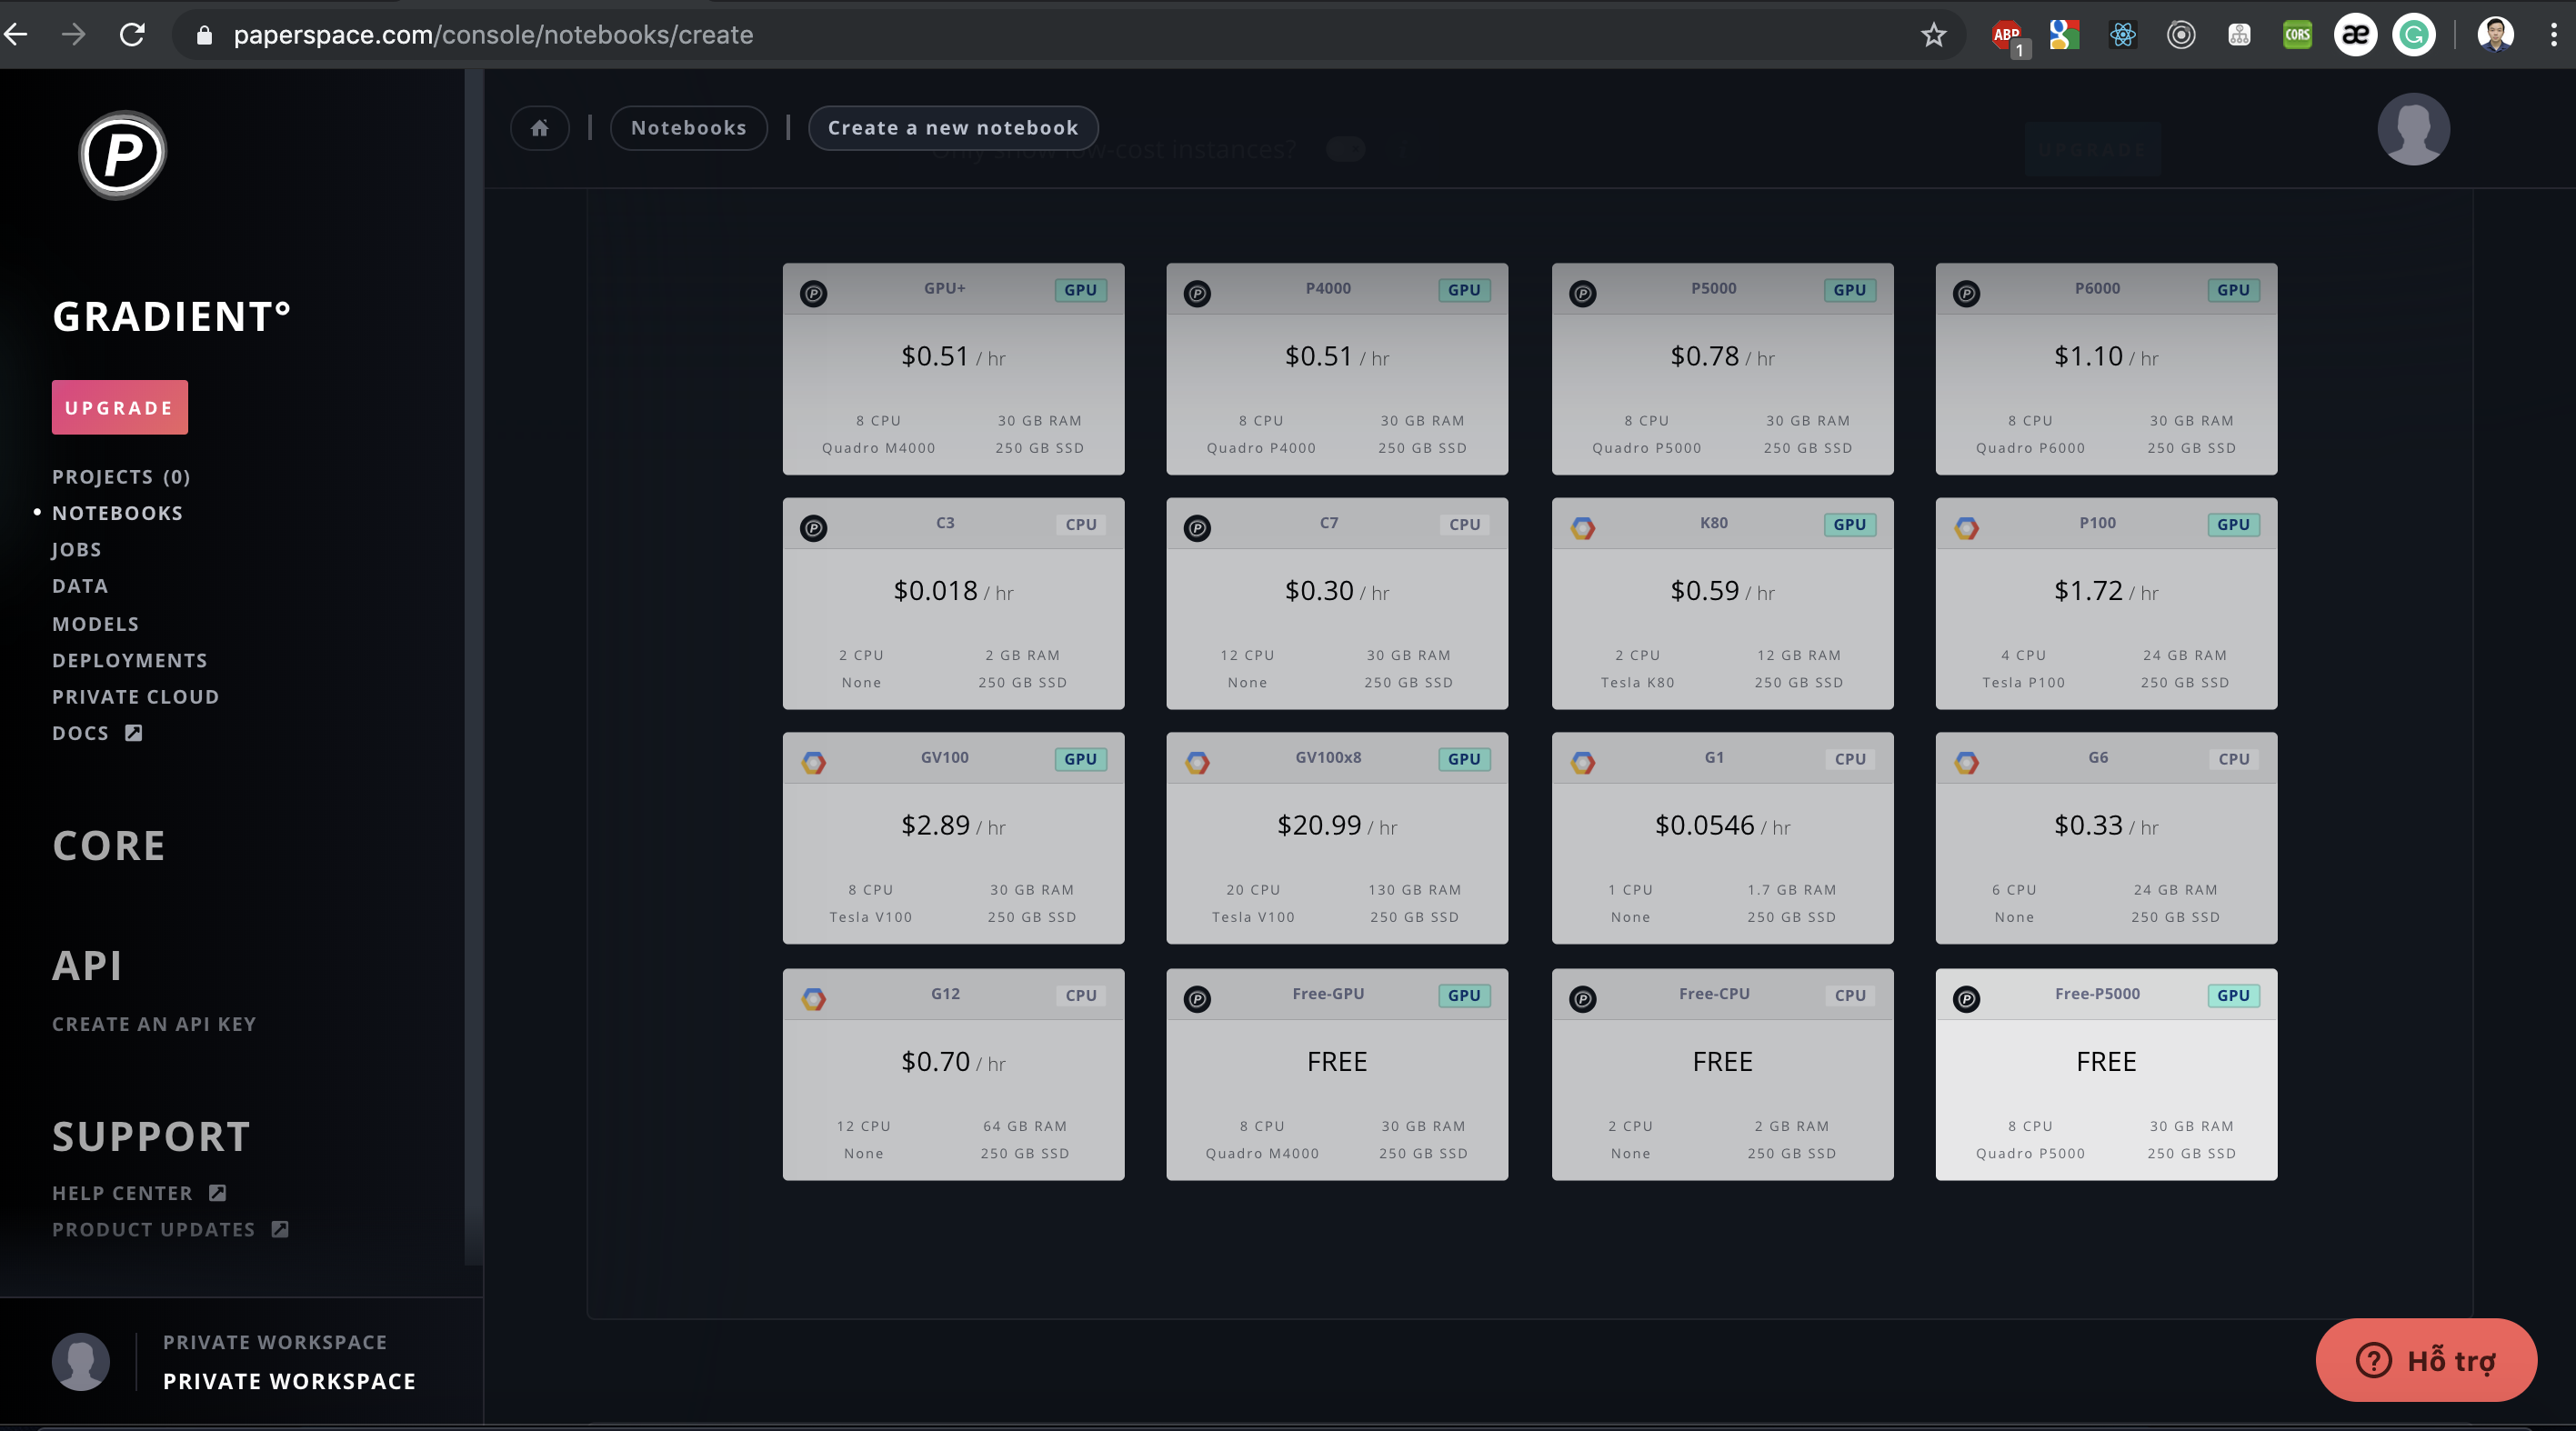 paperspace.com/console/notebooks/create
ABP
1
CORS
æ
G
P
Notebooks
Create a new notebook
Only show low-cost instances?
UPGRADE
GRADIENT°
UPGRADE
PROJECTS (0)
NOTEBOOKS
JOBS
DATA
MODELS
DEPLOYMENTS
PRIVATE CLOUD
DOCS
CORE
API
CREATE AN API KEY
SUPPORT
HELP CENTER
PRODUCT UPDATES
PRIVATE WORKSPACE
PRIVATE WORKSPACE
GPU+ GPU
$0.51 / hr
8 CPU 30 GB RAM
Quadro M4000 250 GB SSD
P4000 GPU
$0.51 / hr
8 CPU 30 GB RAM
Quadro P4000 250 GB SSD
P5000 GPU
$0.78 / hr
8 CPU 30 GB RAM
Quadro P5000 250 GB SSD
P6000 GPU
$1.10 / hr
8 CPU 30 GB RAM
Quadro P6000 250 GB SSD
C3 CPU
$0.018 / hr
2 CPU 2 GB RAM
None 250 GB SSD
C7 CPU
$0.30 / hr
12 CPU 30 GB RAM
None 250 GB SSD
K80 GPU
$0.59 / hr
2 CPU 12 GB RAM
Tesla K80 250 GB SSD
P100 GPU
$1.72 / hr
4 CPU 24 GB RAM
Tesla P100 250 GB SSD
GV100 GPU
$2.89 / hr
8 CPU 30 GB RAM
Tesla V100 250 GB SSD
GV100x8 GPU
$20.99 / hr
20 CPU 130 GB RAM
Tesla V100 250 GB SSD
G1 CPU
$0.0546 / hr
1 CPU 1.7 GB RAM
None 250 GB SSD
G6 CPU
$0.33 / hr
6 CPU 24 GB RAM
None 250 GB SSD
G12 CPU
$0.70 / hr
12 CPU 64 GB RAM
None 250 GB SSD
Free-GPU GPU
FREE
8 CPU 30 GB RAM
Quadro M4000 250 GB SSD
Free-CPU CPU
FREE
2 CPU 2 GB RAM
None 250 GB SSD
Free-P5000 GPU
FREE
8 CPU 30 GB RAM
Quadro P5000 250 GB SSD
Hỗ trợ